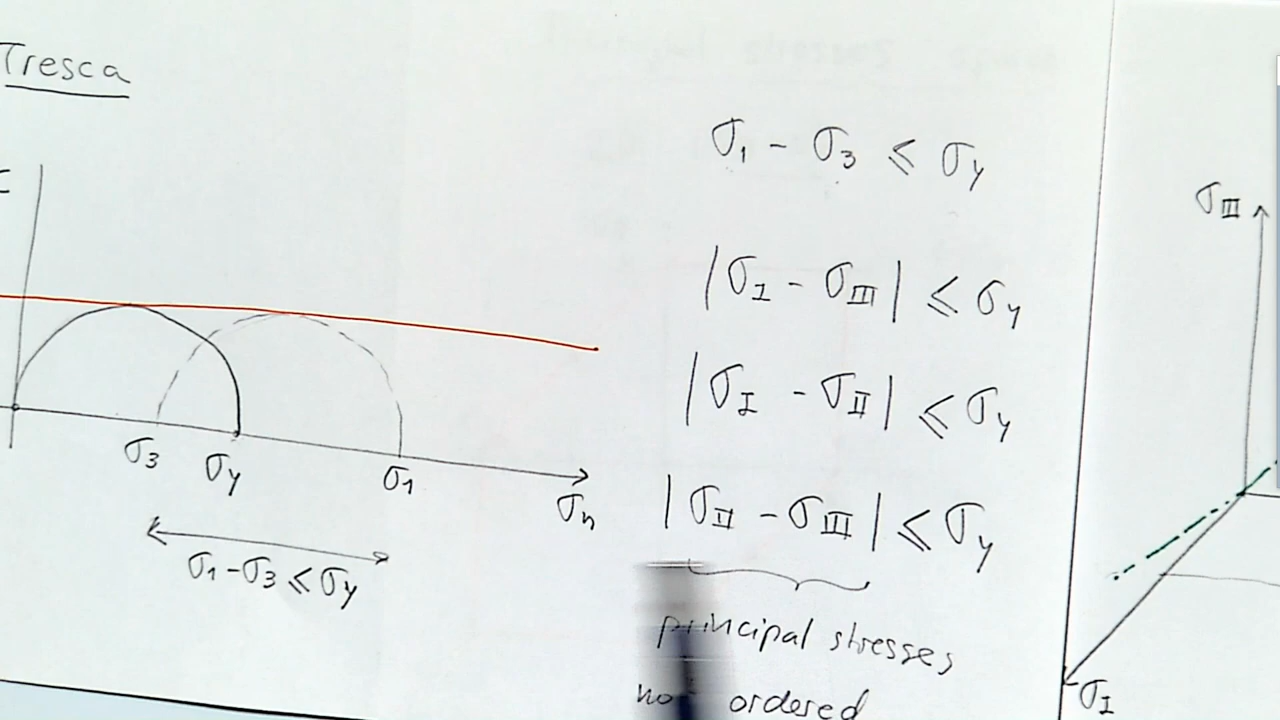 Tresca
τ
σ3
σy
σ1
σn
σ1-σ3 ⩽ σy
σ1 - σ3 ⩽ σy
|σI - σIII| ⩽ σy
|σI - σII| ⩽ σy
|σII - σIII| ⩽ σy
principal stresses
not ordered
σIII
σI